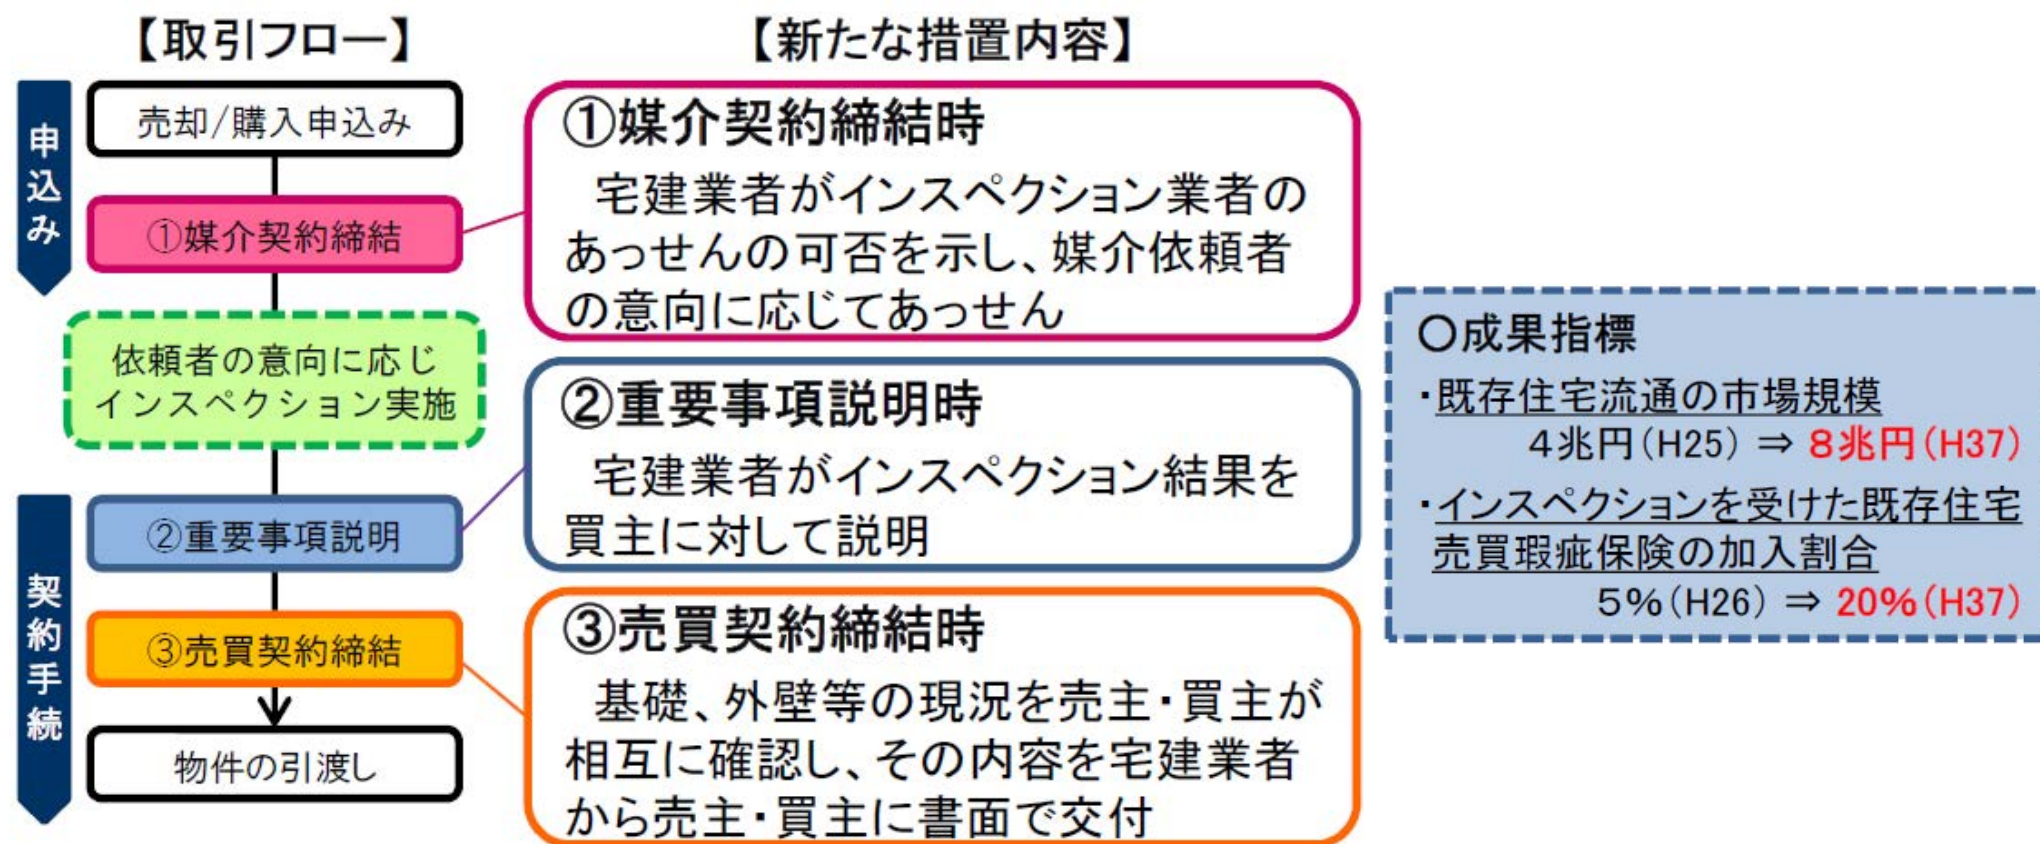 【取引フロー】
申込み
売却/購入申込み
①媒介契約締結
依頼者の意向に応じ
インスペクション実施
契約手続
②重要事項説明
③売買契約締結
物件の引渡し
【新たな措置内容】
①媒介契約締結時
宅建業者がインスペクション業者の
あっせんの可否を示し、媒介依頼者
の意向に応じてあっせん
②重要事項説明時
宅建業者がインスペクション結果を
買主に対して説明
③売買契約締結時
基礎、外壁等の現況を売主・買主が
相互に確認し、その内容を宅建業者
から売主・買主に書面で交付
〇成果指標
・既存住宅流通の市場規模
４兆円(H25) ⇒ ８兆円(H37)
・インスペクションを受けた既存住宅
売買瑕疵保険の加入割合
５％(H26) ⇒ 20％(H37)